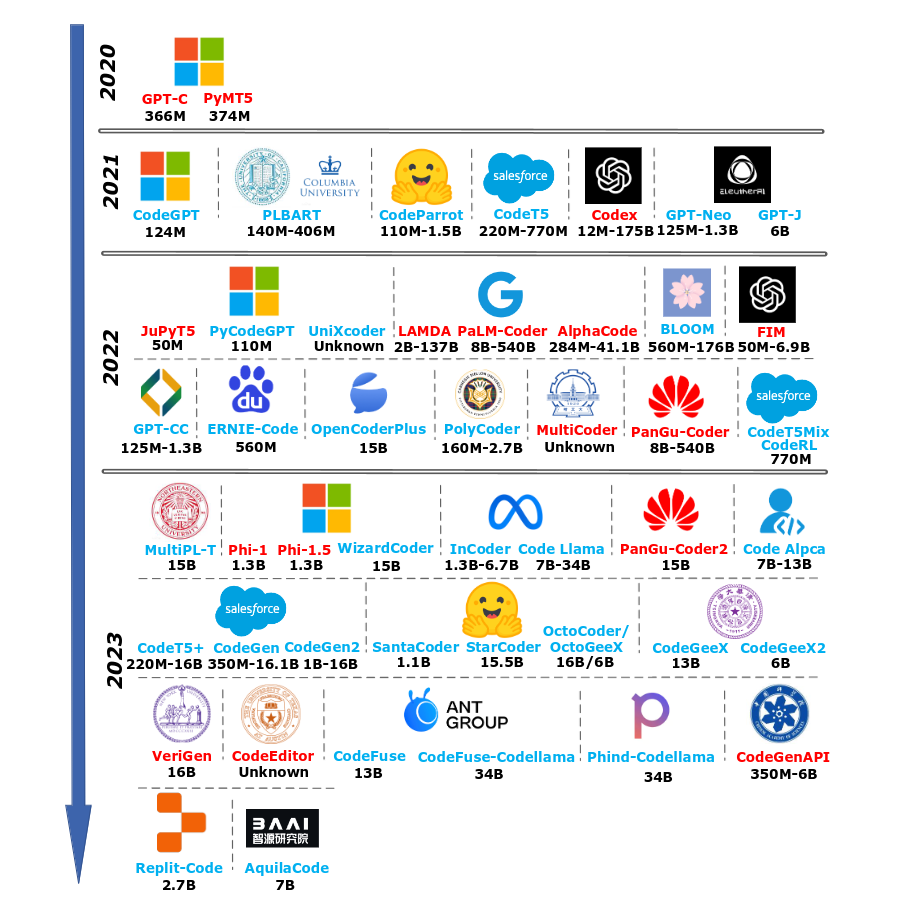 2020
GPT-C PyMT5
366M 374M
2021
COLUMBIA
UNIVERSITY
salesforce
EleutherAI
CodeGPT PLBART CodeParrot CodeT5 Codex GPT-Neo GPT-J
124M 140M-406M 110M-1.5B 220M-770M 12M-175B 125M-1.3B 6B
2022
JuPyT5 PyCodeGPT UniXcoder LAMDA PaLM-Coder AlphaCode BLOOM FIM
50M 110M Unknown 2B-137B 8B-540B 284M-41.1B 560M-176B 50M-6.9B
du
salesforce
GPT-CC ERNIE-Code OpenCoderPlus PolyCoder MultiCoder PanGu-Coder CodeT5Mix
CodeRL
125M-1.3B 560M 15B 160M-2.7B Unknown 8B-540B 770M
2023
NORTHEASTERN
UNIVERSITY
MultiPL-T Phi-1 Phi-1.5 WizardCoder InCoder Code Llama PanGu-Coder2 Code Alpca
15B 1.3B 1.3B 15B 1.3B-6.7B 7B-34B 15B 7B-13B
salesforce
CodeT5+ CodeGen CodeGen2 SantaCoder StarCoder OctoCoder/
OctoGeeX CodeGeeX CodeGeeX2
220M-16B 350M-16.1B 1B-16B 1.1B 15.5B 16B/6B 13B 6B
ANT
GROUP
VeriGen CodeEditor CodeFuse CodeFuse-Codellama Phind-Codellama CodeGenAPI
16B Unknown 13B 34B 34B 350M-6B
BAAI
智源研究院
Replit-Code AquilaCode
2.7B 7B